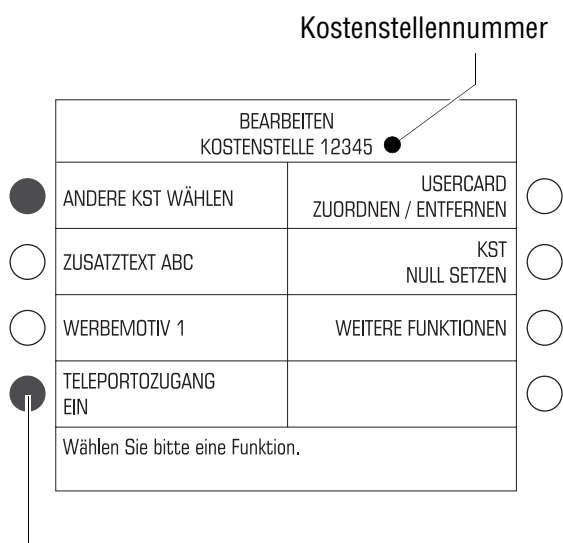 Kostenstellennummer
BEARBEITEN
KOSTENSTELLE 12345
ANDERE KST WÄHLEN
USERCARD
ZUORDNEN / ENTFERNEN
ZUSATZTEXT ABC
KST
NULL SETZEN
WERBEMOTIV 1
WEITERE FUNKTIONEN
TELEPORTOZUGANG
EIN
Wählen Sie bitte eine Funktion.